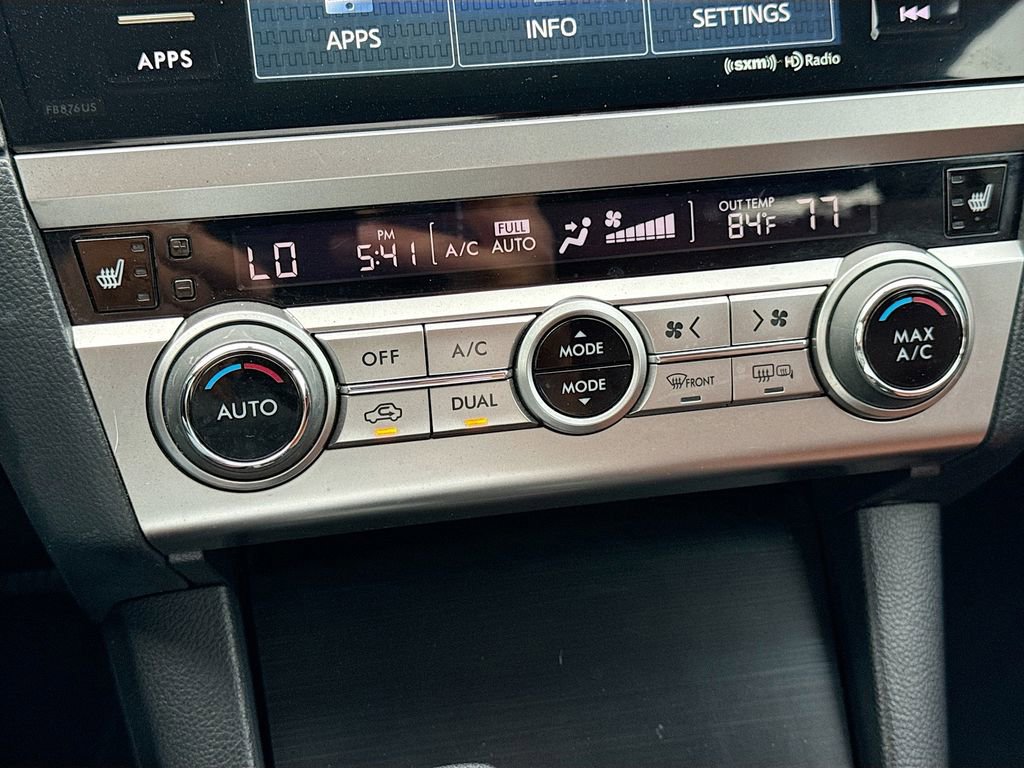 APPS
APPS
INFO
SETTINGS
((sxm)) HD Radio
FB876US
LO
PM
5:41
A/C
FULL
AUTO
OUT TEMP
84°F
77
AUTO
OFF
A/C
DUAL
MODE
MODE
FRONT
MAX
A/C